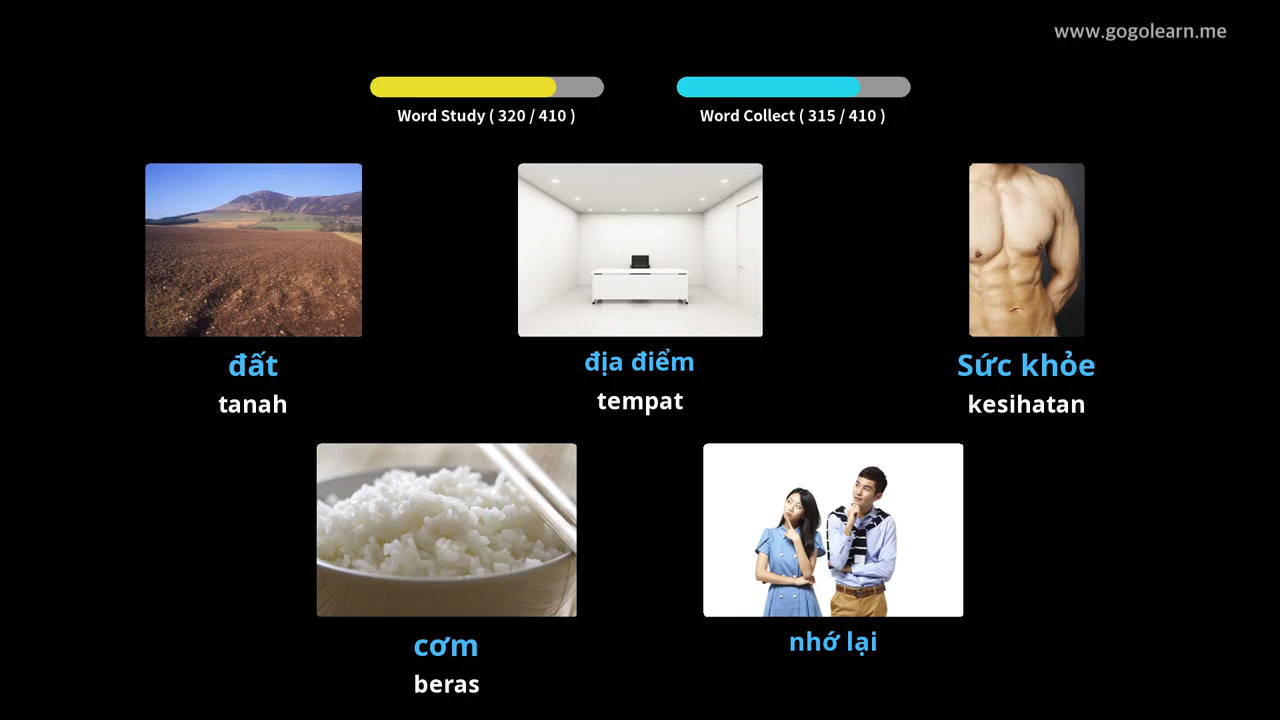 www.gogolearn.me
Word Study ( 320 / 410 )
Word Collect ( 315 / 410 )
đất
tanah
địa điểm
tempat
Sức khỏe
kesihatan
cơm
beras
nhớ lại